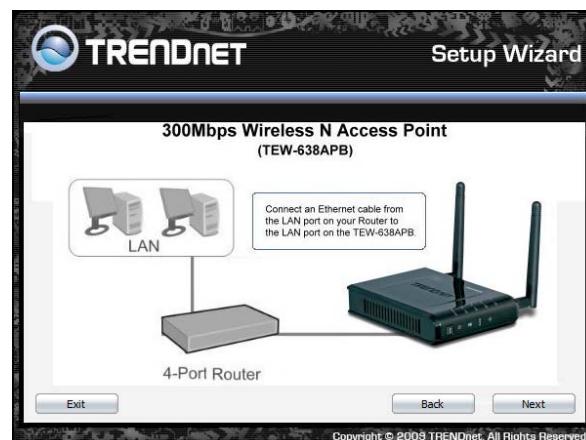 TRENDNET
Setup Wizard
300Mbps Wireless N Access Point
(TEW-638APB)
Connect an Ethernet cable from
the LAN port on your Router to
the LAN port on the TEW-638APB.
LAN
TRENDNET
4-Port Router
Exit
Back
Next
Copyright © 2009 TRENDnet. All Rights Reserved